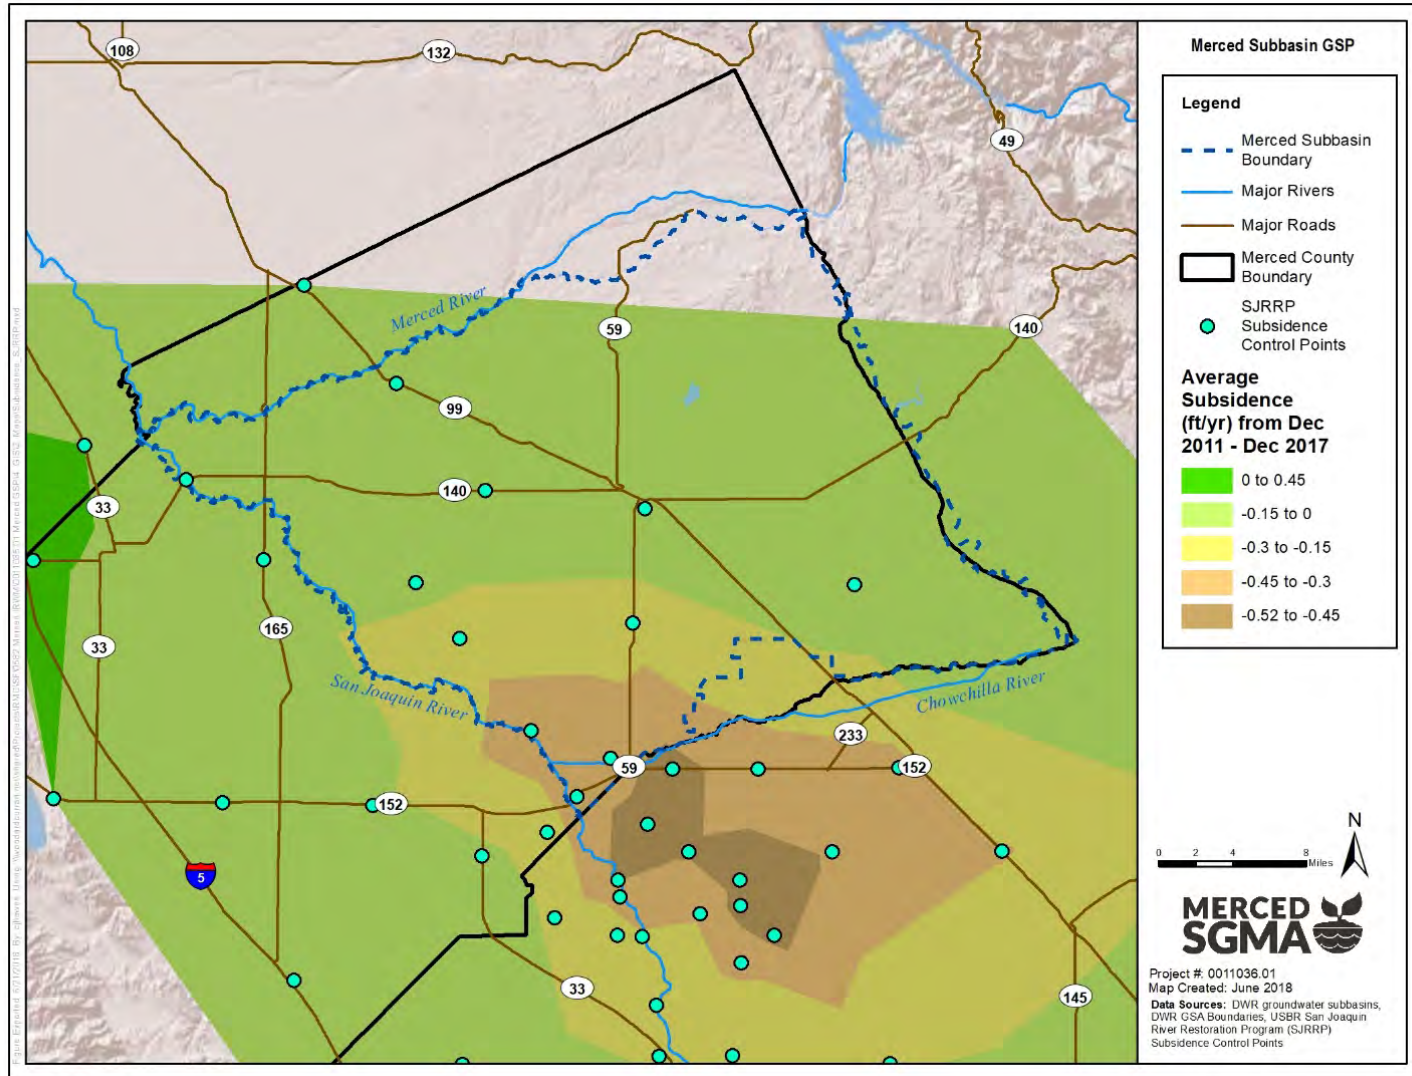 Merced Subbasin GSP
Legend
Merced Subbasin
Boundary
Major Rivers
Major Roads
Merced County
Boundary
SJRRP
Subsidence
Control Points
Average
Subsidence
(ft/yr) from Dec
2011 - Dec 2017
0 to 0.45
-0.15 to 0
-0.3 to -0.15
-0.45 to -0.3
-0.52 to -0.45
N
0 2 4 8
Miles
MERCED
SGMA
Project #: 0011036.01
Map Created: June 2018
Data Sources: DWR groundwater subbasins,
DWR GSA Boundaries, USBR San Joaquin
River Restoration Program (SJRRP)
Subsidence Control Points
108
132
49
Merced River
59
140
99
140
33
165
33
San Joaquin River
Chowchilla River
233
59
152
152
5
33
145